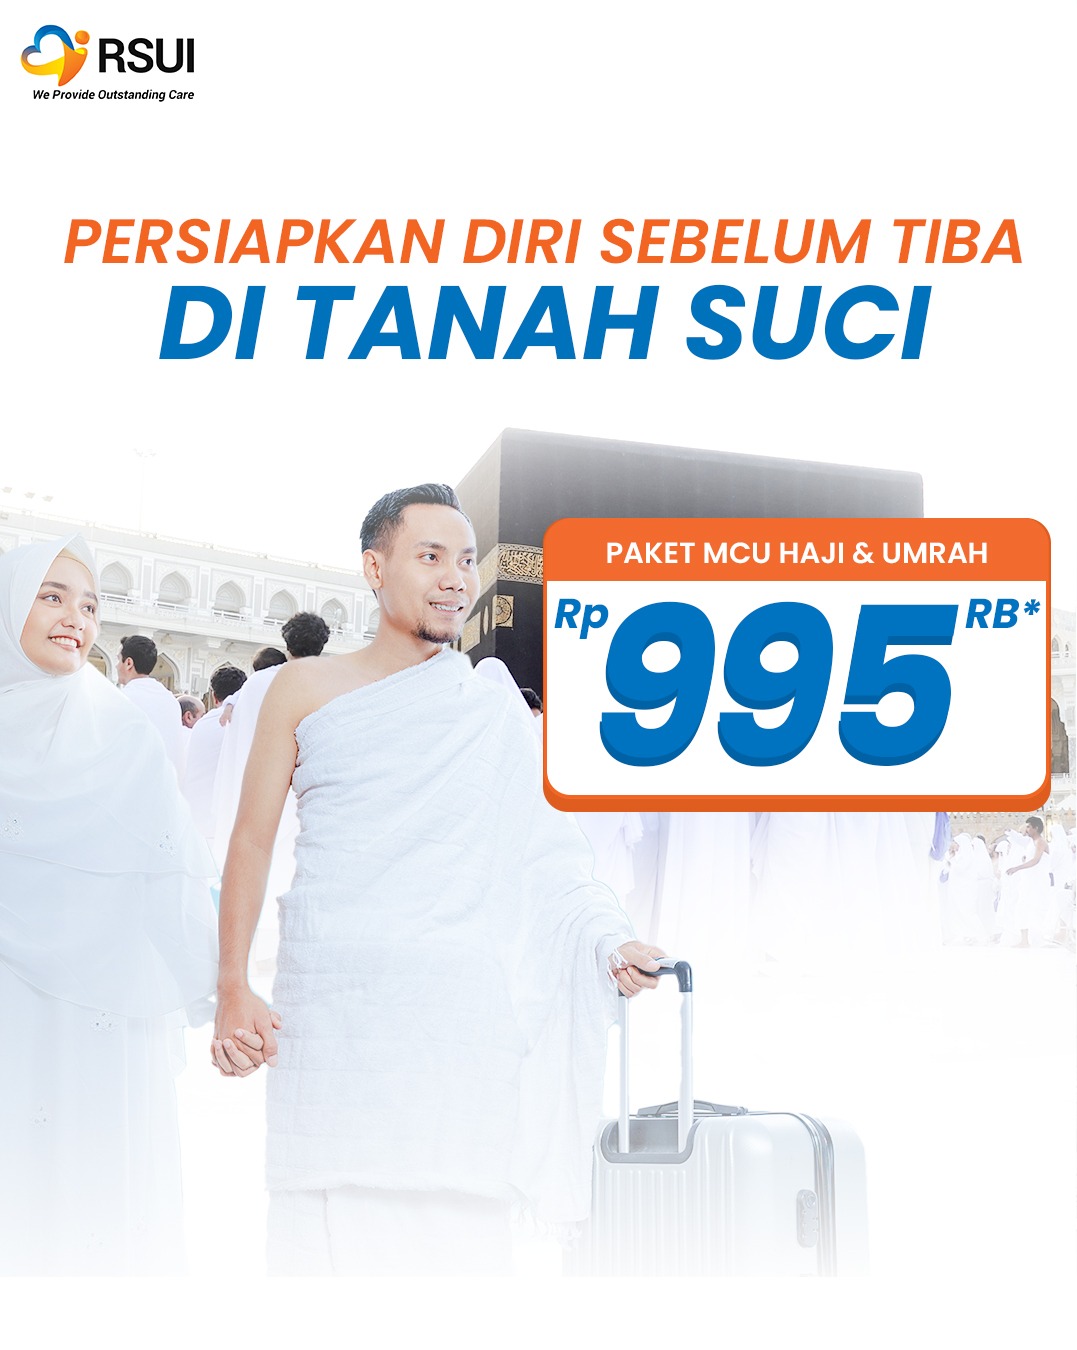 RSUI
We Provide Outstanding Care
PERSIAPKAN DIRI SEBELUM TIBA
DI TANAH SUCI
PAKET MCU HAJI & UMRAH
Rp 995 RB*